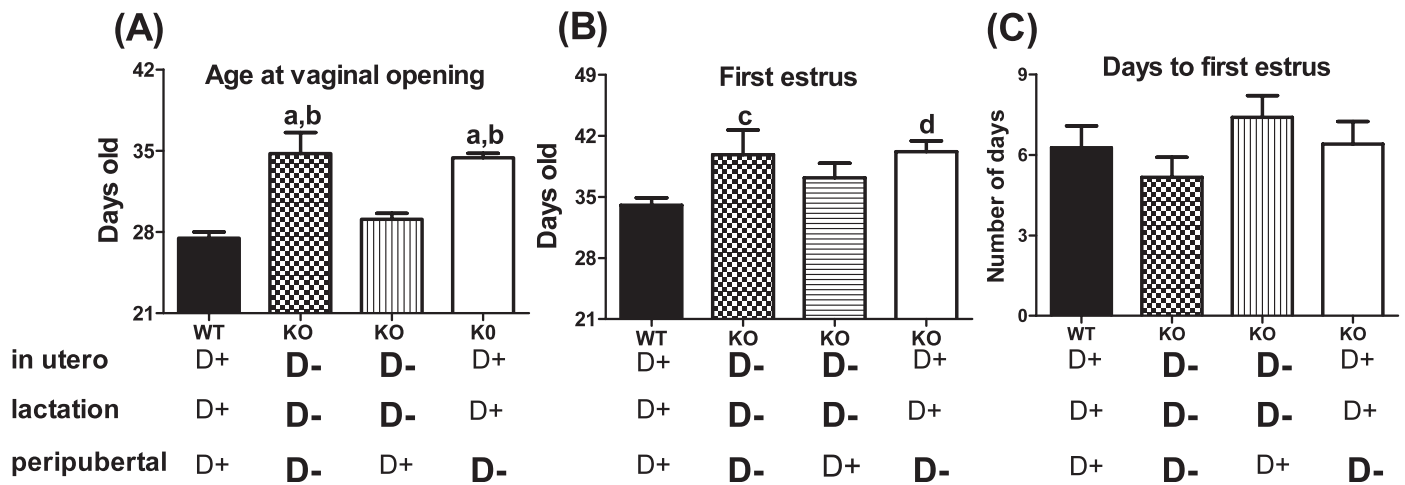 (A)
Age at vaginal opening
Days old
42
35
28
21
a,b
a,b
WT KO KO K0
(B)
First estrus
Days old
49
42
35
28
21
c
d
WT KO KO KO
(C)
Days to first estrus
Number of days
9
6
3
0
WT KO KO KO
in utero D+ D- D- D+ D+ D- D- D+ D+ D- D- D+
lactation D+ D- D- D+ D+ D- D- D+ D+ D- D- D+
peripubertal D+ D- D+ D- D+ D- D+ D- D+ D- D+ D-